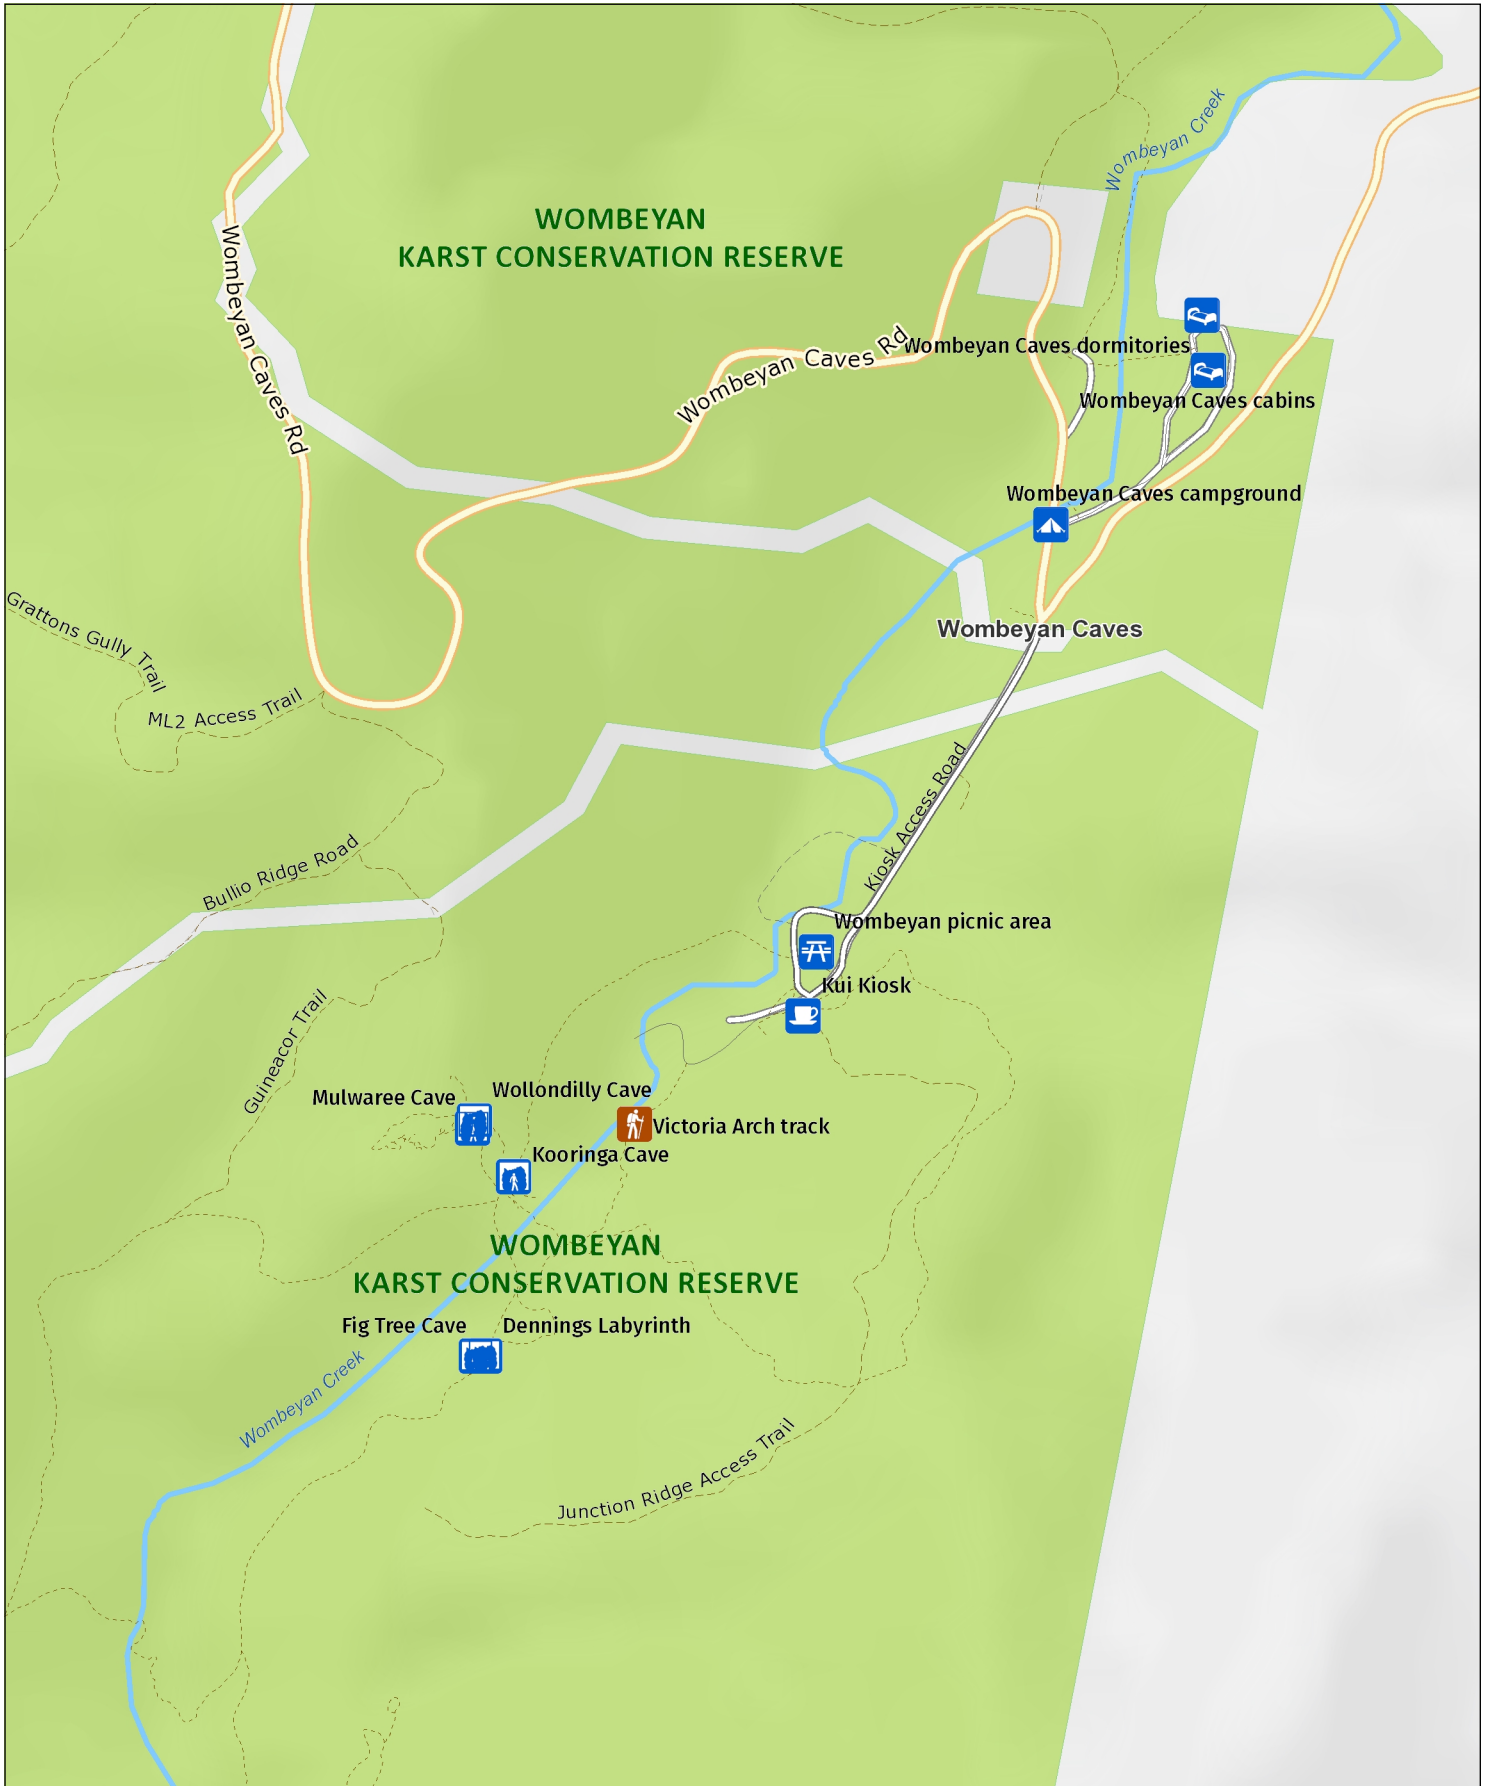 Wombeyan Creek
WOMBEYAN
KARST CONSERVATION RESERVE
Wombeyan Caves Rd
Wombeyan Caves Rd
Wombeyan Caves dormitories
Wombeyan Caves cabins
Wombeyan Caves campground
Grattons Gully Trail
Wombeyan Caves
ML2 Access Trail
Kiosk Access Road
Bullio Ridge Road
Wombeyan picnic area
Kui Kiosk
Guineacor Trail
Mulwaree Cave
Wollondilly Cave
Victoria Arch track
Kooringa Cave
WOMBEYAN
KARST CONSERVATION RESERVE
Fig Tree Cave
Dennings Labyrinth
Wombeyan Creek
Junction Ridge Access Trail